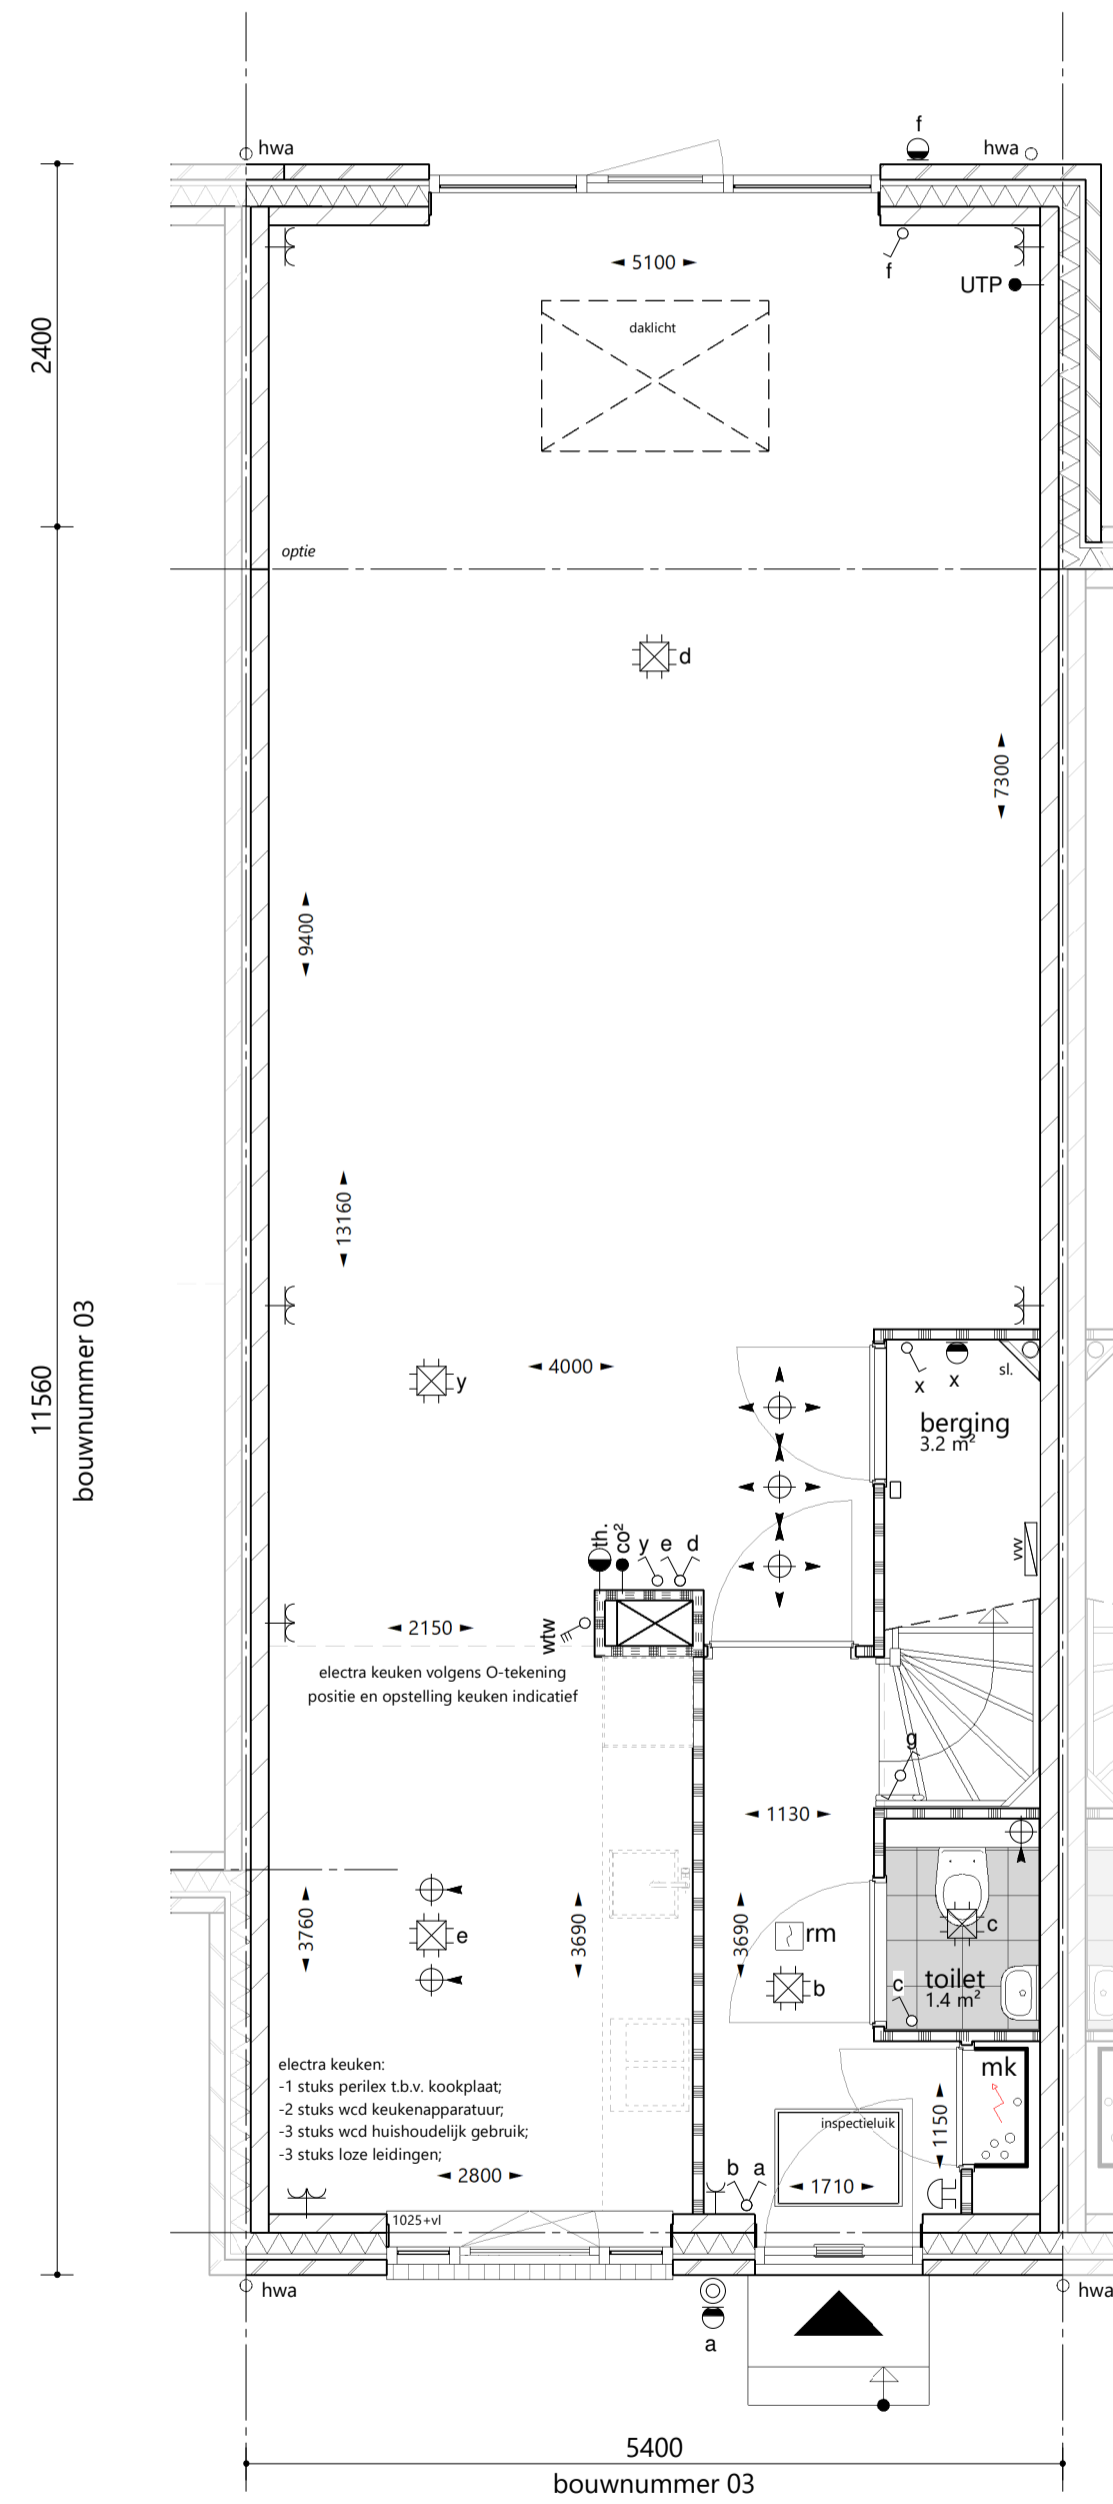 f
hwa
hwa
5100
f
UTP
daklicht
2400
optie
d
7300
9400
13160
bouwnummer 03
11560
y
4000
x
x
sl.
berging
3.2 m²
th.
co²
y e d
vw
wtw
2150
electra keuken volgens O-tekening
positie en opstelling keuken indicatief
g
1130
3760
e
3690
3690
rm
b
c
c
toilet
1.4 m²
mk
electra keuken:
-1 stuks perilex t.b.v. kookplaat;
-2 stuks wcd keukenapparatuur;
-3 stuks wcd huishoudelijk gebruik;
-3 stuks loze leidingen;
inspectieluik
1150
b a
2800
1710
1025+vl
hwa
hwa
a
5400
bouwnummer 03